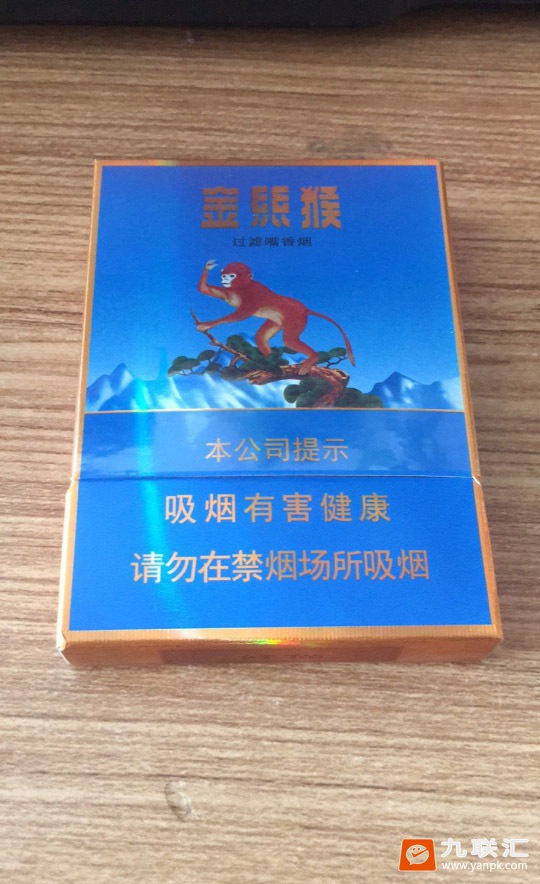 金絲猴
过滤嘴香烟
本公司提示
吸烟有害健康
请勿在禁烟场所吸烟
九联汇
www.yanpk.com